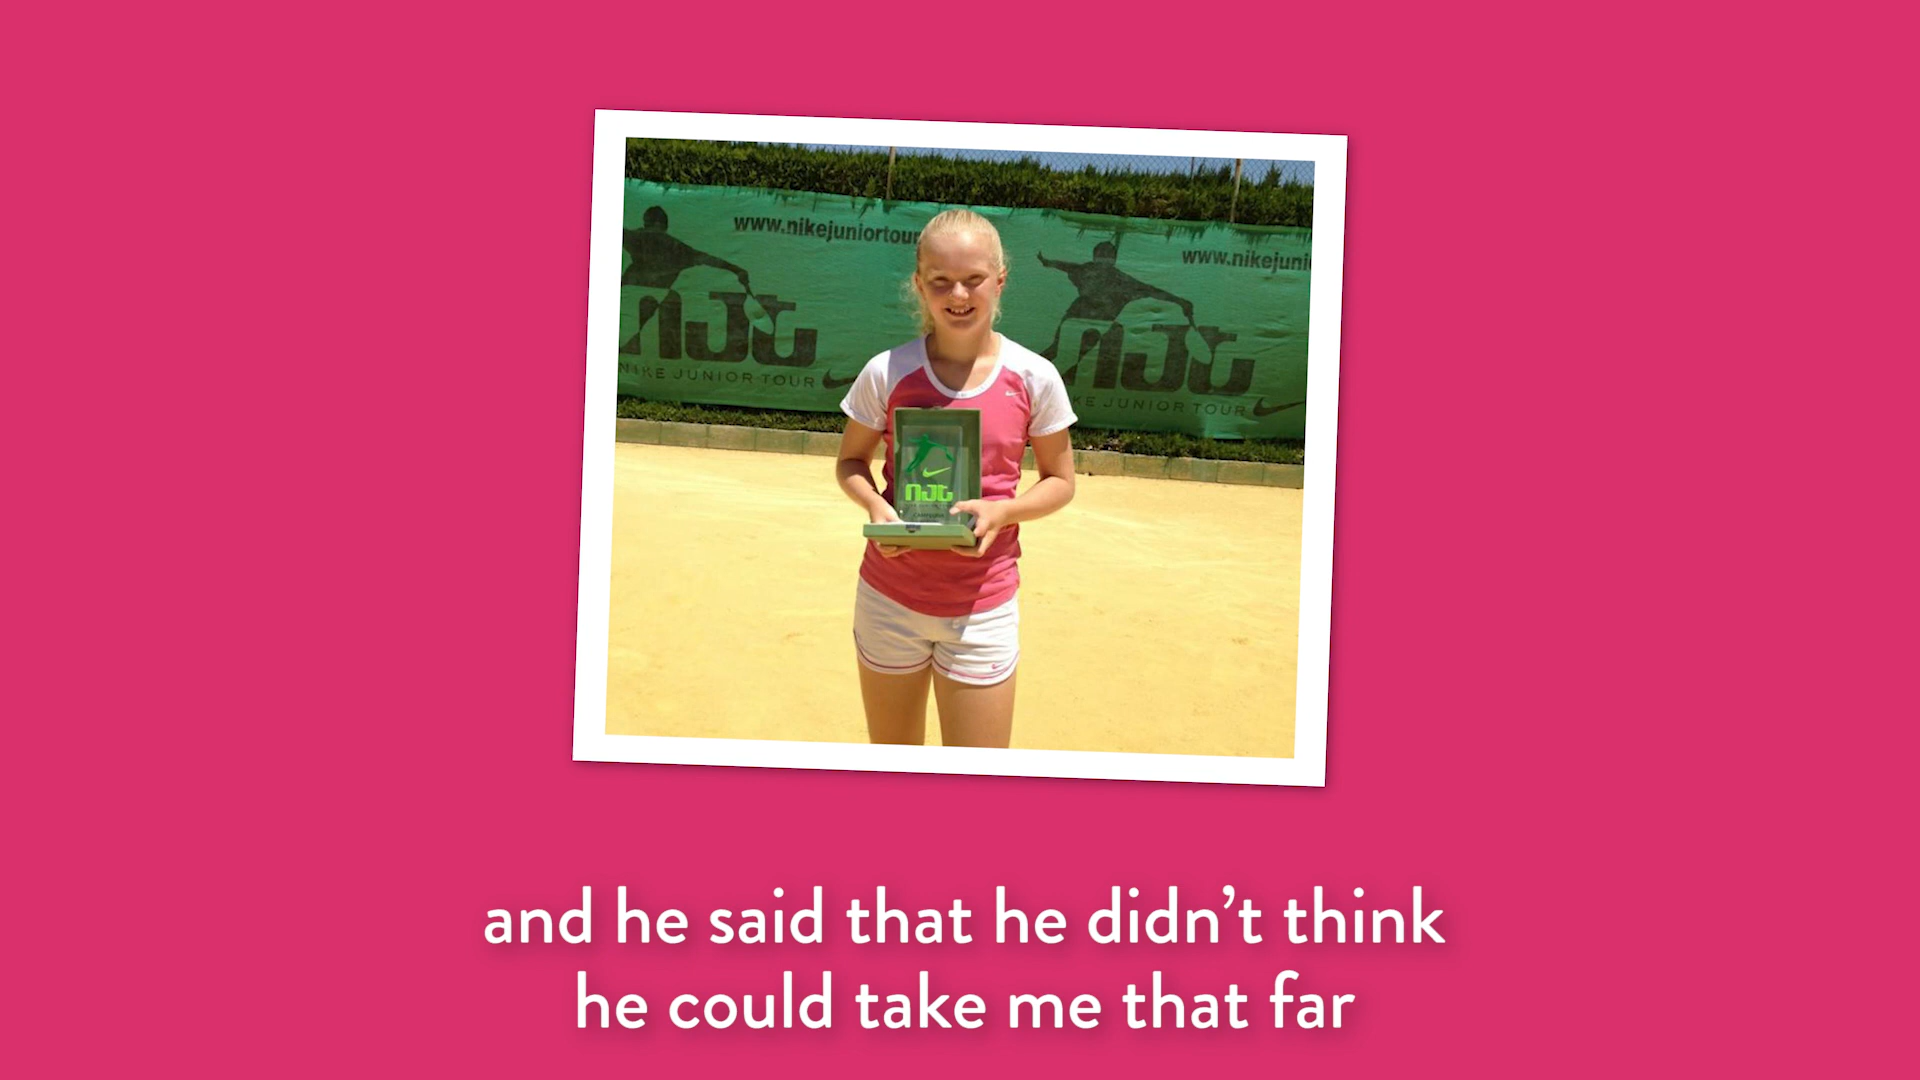 www.nikejuniortour
www.nikejuni
njt
njt
NIKE JUNIOR TOUR
KE JUNIOR TOUR
njt
and he said that he didn't think
he could take me that far